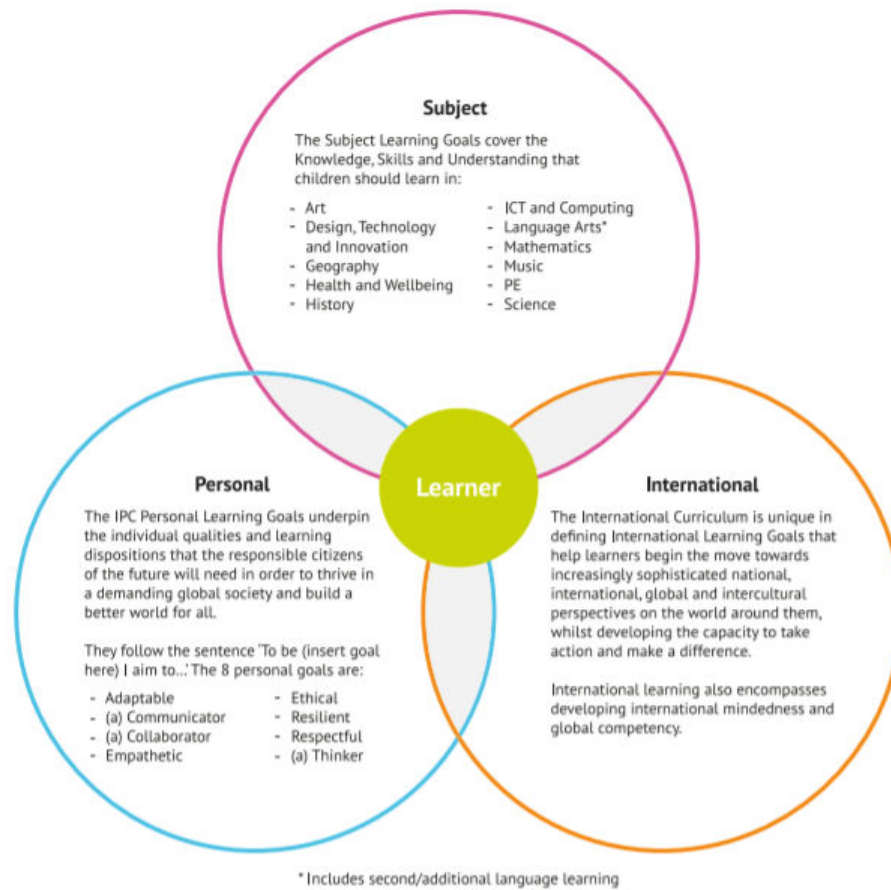 Subject
The Subject Learning Goals cover the
Knowledge, Skills and Understanding that
children should learn in:
- Art
- Design, Technology
and Innovation
- Geography
- Health and Wellbeing
- History
- ICT and Computing
- Language Arts*
- Mathematics
- Music
- PE
- Science
Learner
Personal
The IPC Personal Learning Goals underpin
the individual qualities and learning
dispositions that the responsible citizens
of the future will need in order to thrive in
a demanding global society and build a
better world for all.
They follow the sentence ‘To be (insert goal
here) I aim to...’ The 8 personal goals are:
- Adaptable
- (a) Communicator
- (a) Collaborator
- Empathetic
- Ethical
- Resilient
- Respectful
- (a) Thinker
International
The International Curriculum is unique in
defining International Learning Goals that
help learners begin the move towards
increasingly sophisticated national,
international, global and intercultural
perspectives on the world around them,
whilst developing the capacity to take
action and make a difference.
International learning also encompasses
developing international mindedness and
global competency.
* Includes second/additional language learning